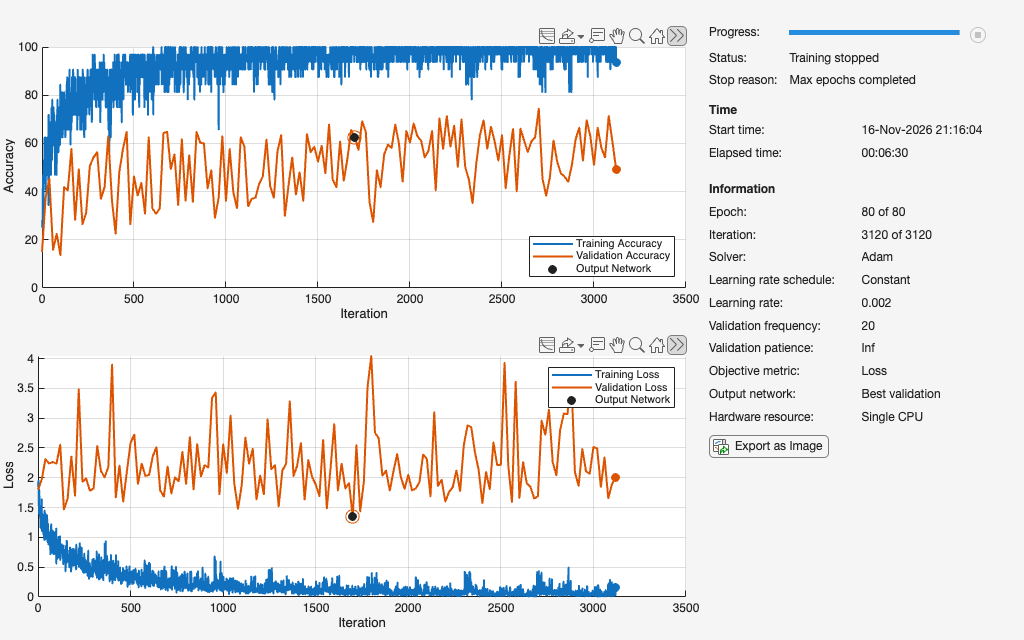 100
80
60
40
20
0
Accuracy
0 500 1000 1500 2000 2500 3000 3500
Iteration
Training Accuracy
Validation Accuracy
Output Network
4
3.5
3
2.5
2
1.5
1
0.5
0
Loss
0 500 1000 1500 2000 2500 3000 3500
Iteration
Training Loss
Validation Loss
Output Network
Progress:
Status: Training stopped
Stop reason: Max epochs completed
Time
Start time: 16-Nov-2026 21:16:04
Elapsed time: 00:06:30
Information
Epoch: 80 of 80
Iteration: 3120 of 3120
Solver: Adam
Learning rate schedule: Constant
Learning rate: 0.002
Validation frequency: 20
Validation patience: Inf
Objective metric: Loss
Output network: Best validation
Hardware resource: Single CPU
Export as Image